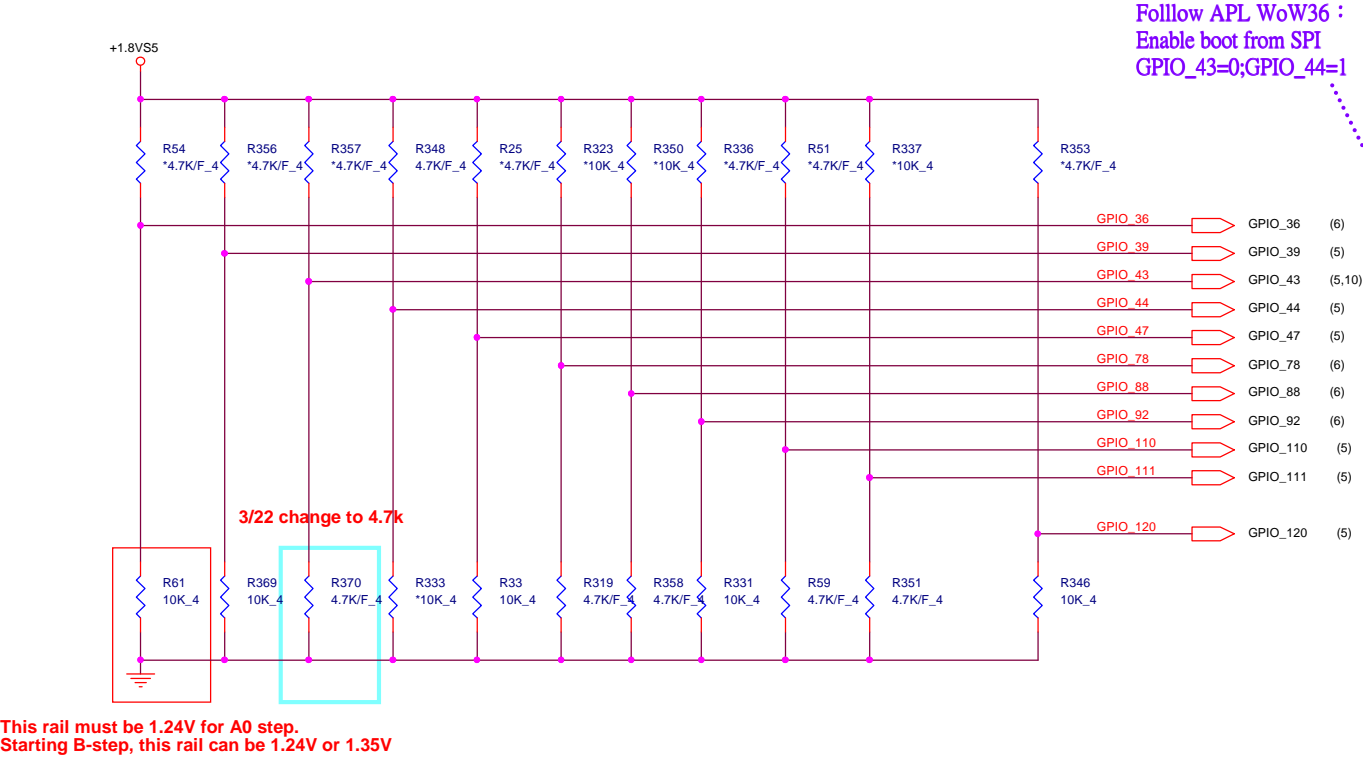 Folllow APL WoW36：
Enable boot from SPI
GPIO_43=0;GPIO_44=1
+1.8VS5
R54 R356 R357 R348 R25 R323 R350 R336 R51 R337 R353
*4.7K/F_4 *4.7K/F_4 *4.7K/F_4 4.7K/F_4 *4.7K/F_4 *10K_4 *10K_4 *4.7K/F_4 *4.7K/F_4 *10K_4 *4.7K/F_4
GPIO_36 GPIO_36 (6)
GPIO_39 GPIO_39 (5)
GPIO_43 GPIO_43 (5,10)
GPIO_44 GPIO_44 (5)
GPIO_47 GPIO_47 (5)
GPIO_78 GPIO_78 (6)
GPIO_88 GPIO_88 (6)
GPIO_92 GPIO_92 (6)
GPIO_110 GPIO_110 (5)
GPIO_111 GPIO_111 (5)
3/22 change to 4.7k
GPIO_120 GPIO_120 (5)
R61 R369 R370 R333 R33 R319 R358 R331 R59 R351 R346
10K_4 10K_4 4.7K/F_4 *10K_4 10K_4 4.7K/F_4 4.7K/F_4 10K_4 4.7K/F_4 4.7K/F_4 10K_4
This rail must be 1.24V for A0 step.
Starting B-step, this rail can be 1.24V or 1.35V